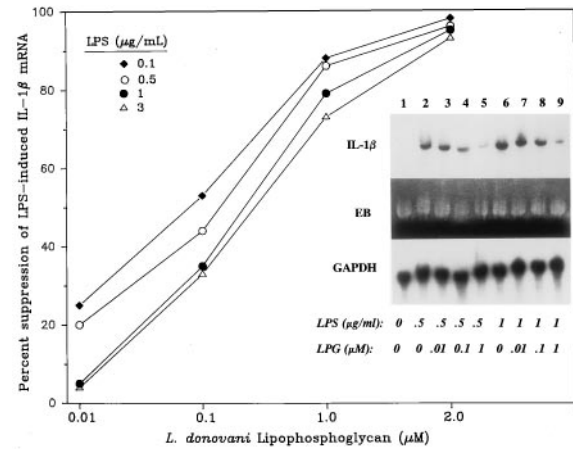 Percent suppression of LPS-induced IL-1β mRNA
100
80
60
40
20
0
LPS (µg/mL)
0.1
0.5
1
3
1 2 3 4 5 6 7 8 9
IL-1β
EB
GAPDH
LPS (µg/ml): 0 .5 .5 .5 .5 1 1 1 1
LPG (µM): 0 0 .01 0.1 1 0 .01 .1 1
0.01 0.1 1.0 2.0
L. donovani Lipophosphoglycan (µM)